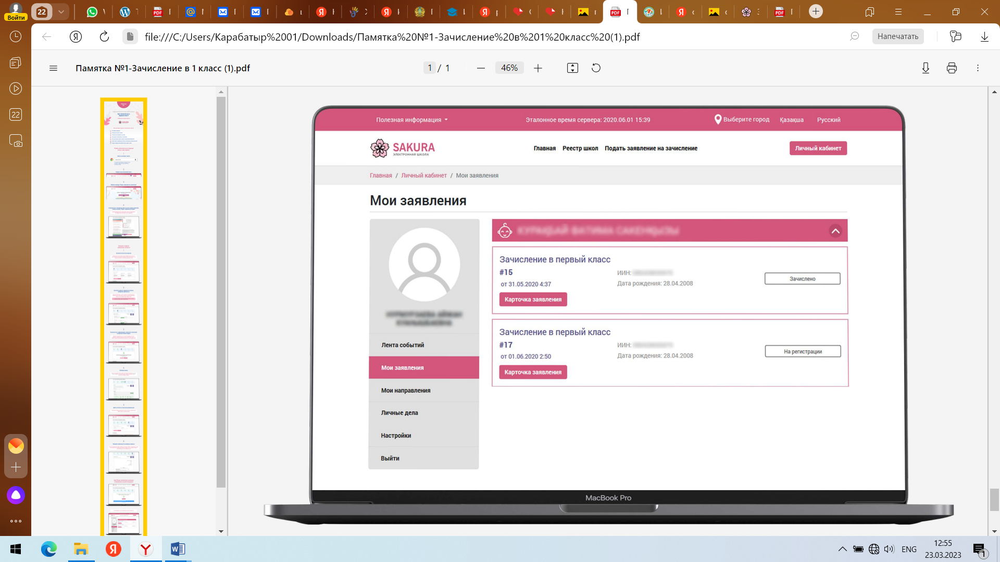 Войти
22
file:///C:/Users/Карабатыр%2001/Downloads/Памятка%20№1-Зачисление%20в%201%20класс%20(1).pdf
Напечатать
Памятка №1-Зачисление в 1 класс (1).pdf
1 / 1
46%
22
Полезная информация
Эталонное время сервера: 2020.06.01 15:39
Выберите город
Қазақша
Русский
SAKURA
ЭЛЕКТРОННАЯ ШКОЛА
Главная
Реестр школ
Подать заявление на зачисление
Личный кабинет
Главная / Личный кабинет / Мои заявления
Мои заявления
Зачисление в первый класс
#15
от 31.05.2020 4:37
ИИН:
Дата рождения: 28.04.2008
Зачислено
Карточка заявления
Зачисление в первый класс
#17
от 01.06.2020 2:50
ИИН:
Дата рождения: 28.04.2008
На регистрации
Карточка заявления
Лента событий
Мои заявления
Мои направления
Личные дела
Настройки
Выйти
MacBook Pro
ENG
12:55
23.03.2023
1